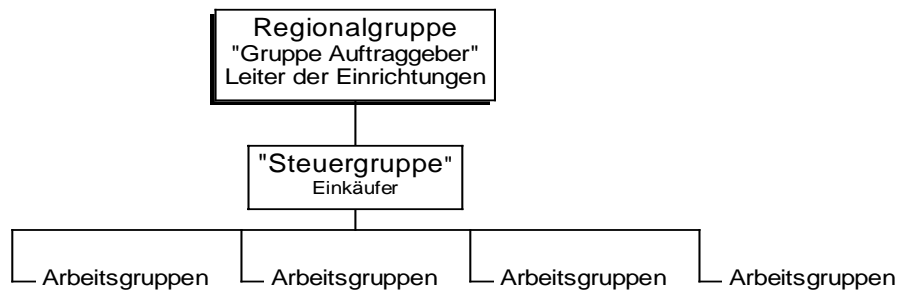 Regionalgruppe
"Gruppe Auftraggeber"
Leiter der Einrichtungen
"Steuergruppe"
Einkäufer
Arbeitsgruppen
Arbeitsgruppen
Arbeitsgruppen
Arbeitsgruppen